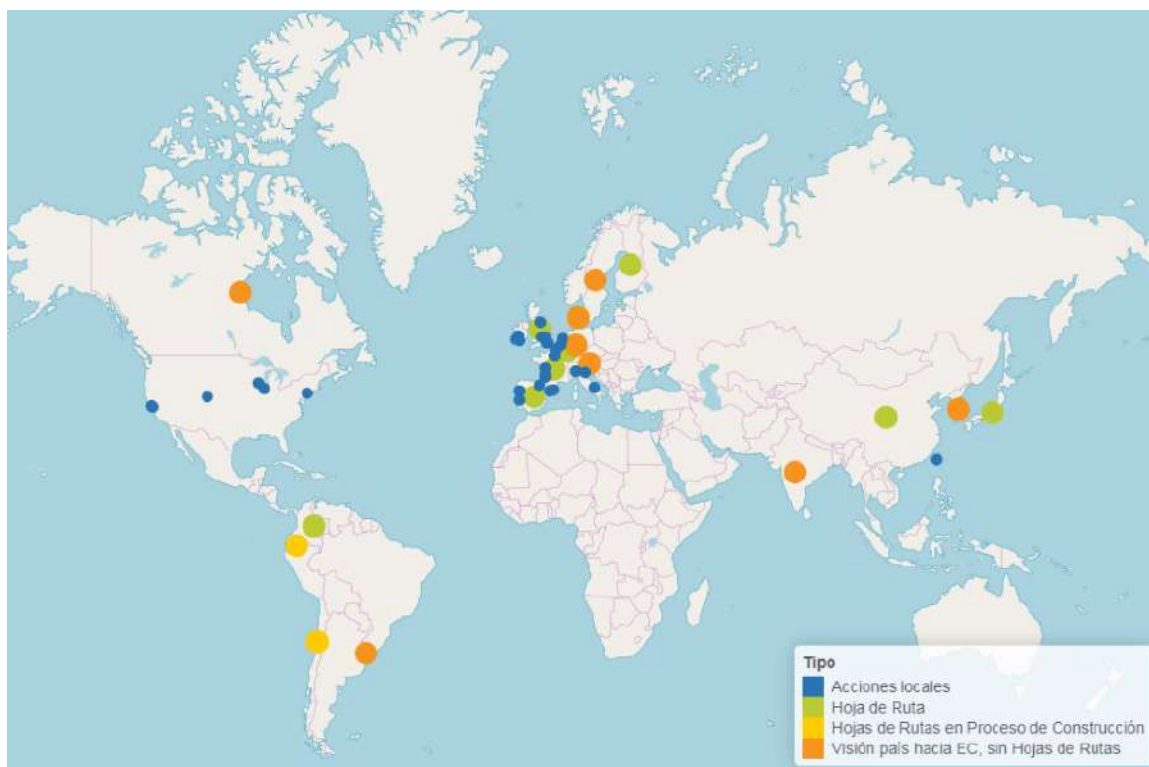 Tipo
Acciones locales
Hoja de Ruta
Hojas de Rutas en Proceso de Construcción
Visión país hacia EC, sin Hojas de Rutas